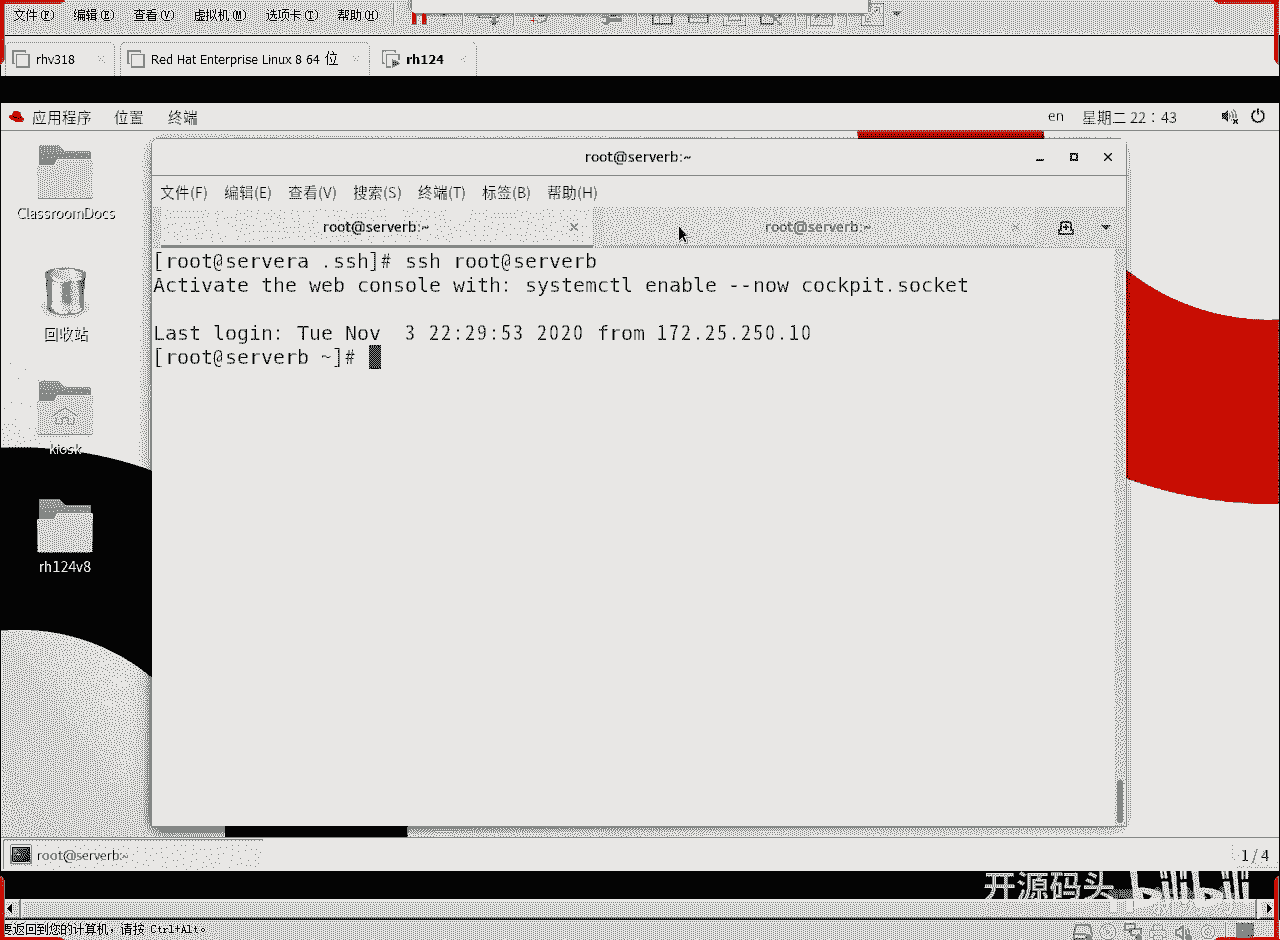 文件(F) 编辑(E) 查看(V) 虚拟机(M) 选项卡(T) 帮助(H)
rhv318 Red Hat Enterprise Linux 8 64 位 rh124
应用程序 位置 终端 en 星期二 22：43
ClassroomDocs
回收站
kiosk
rh124v8
root@serverb:~
文件(F) 编辑(E) 查看(V) 搜索(S) 终端(T) 标签(B) 帮助(H)
root@serverb:~ root@serverb:~
[root@servera .ssh]# ssh root@serverb
Activate the web console with: systemctl enable --now cockpit.socket
Last login: Tue Nov  3 22:29:53 2020 from 172.25.250.10
[root@serverb ~]#
root@serverb:~ 1 / 4
开源码头 bilibili
要返回到您的计算机，请按 Ctrl+Alt。